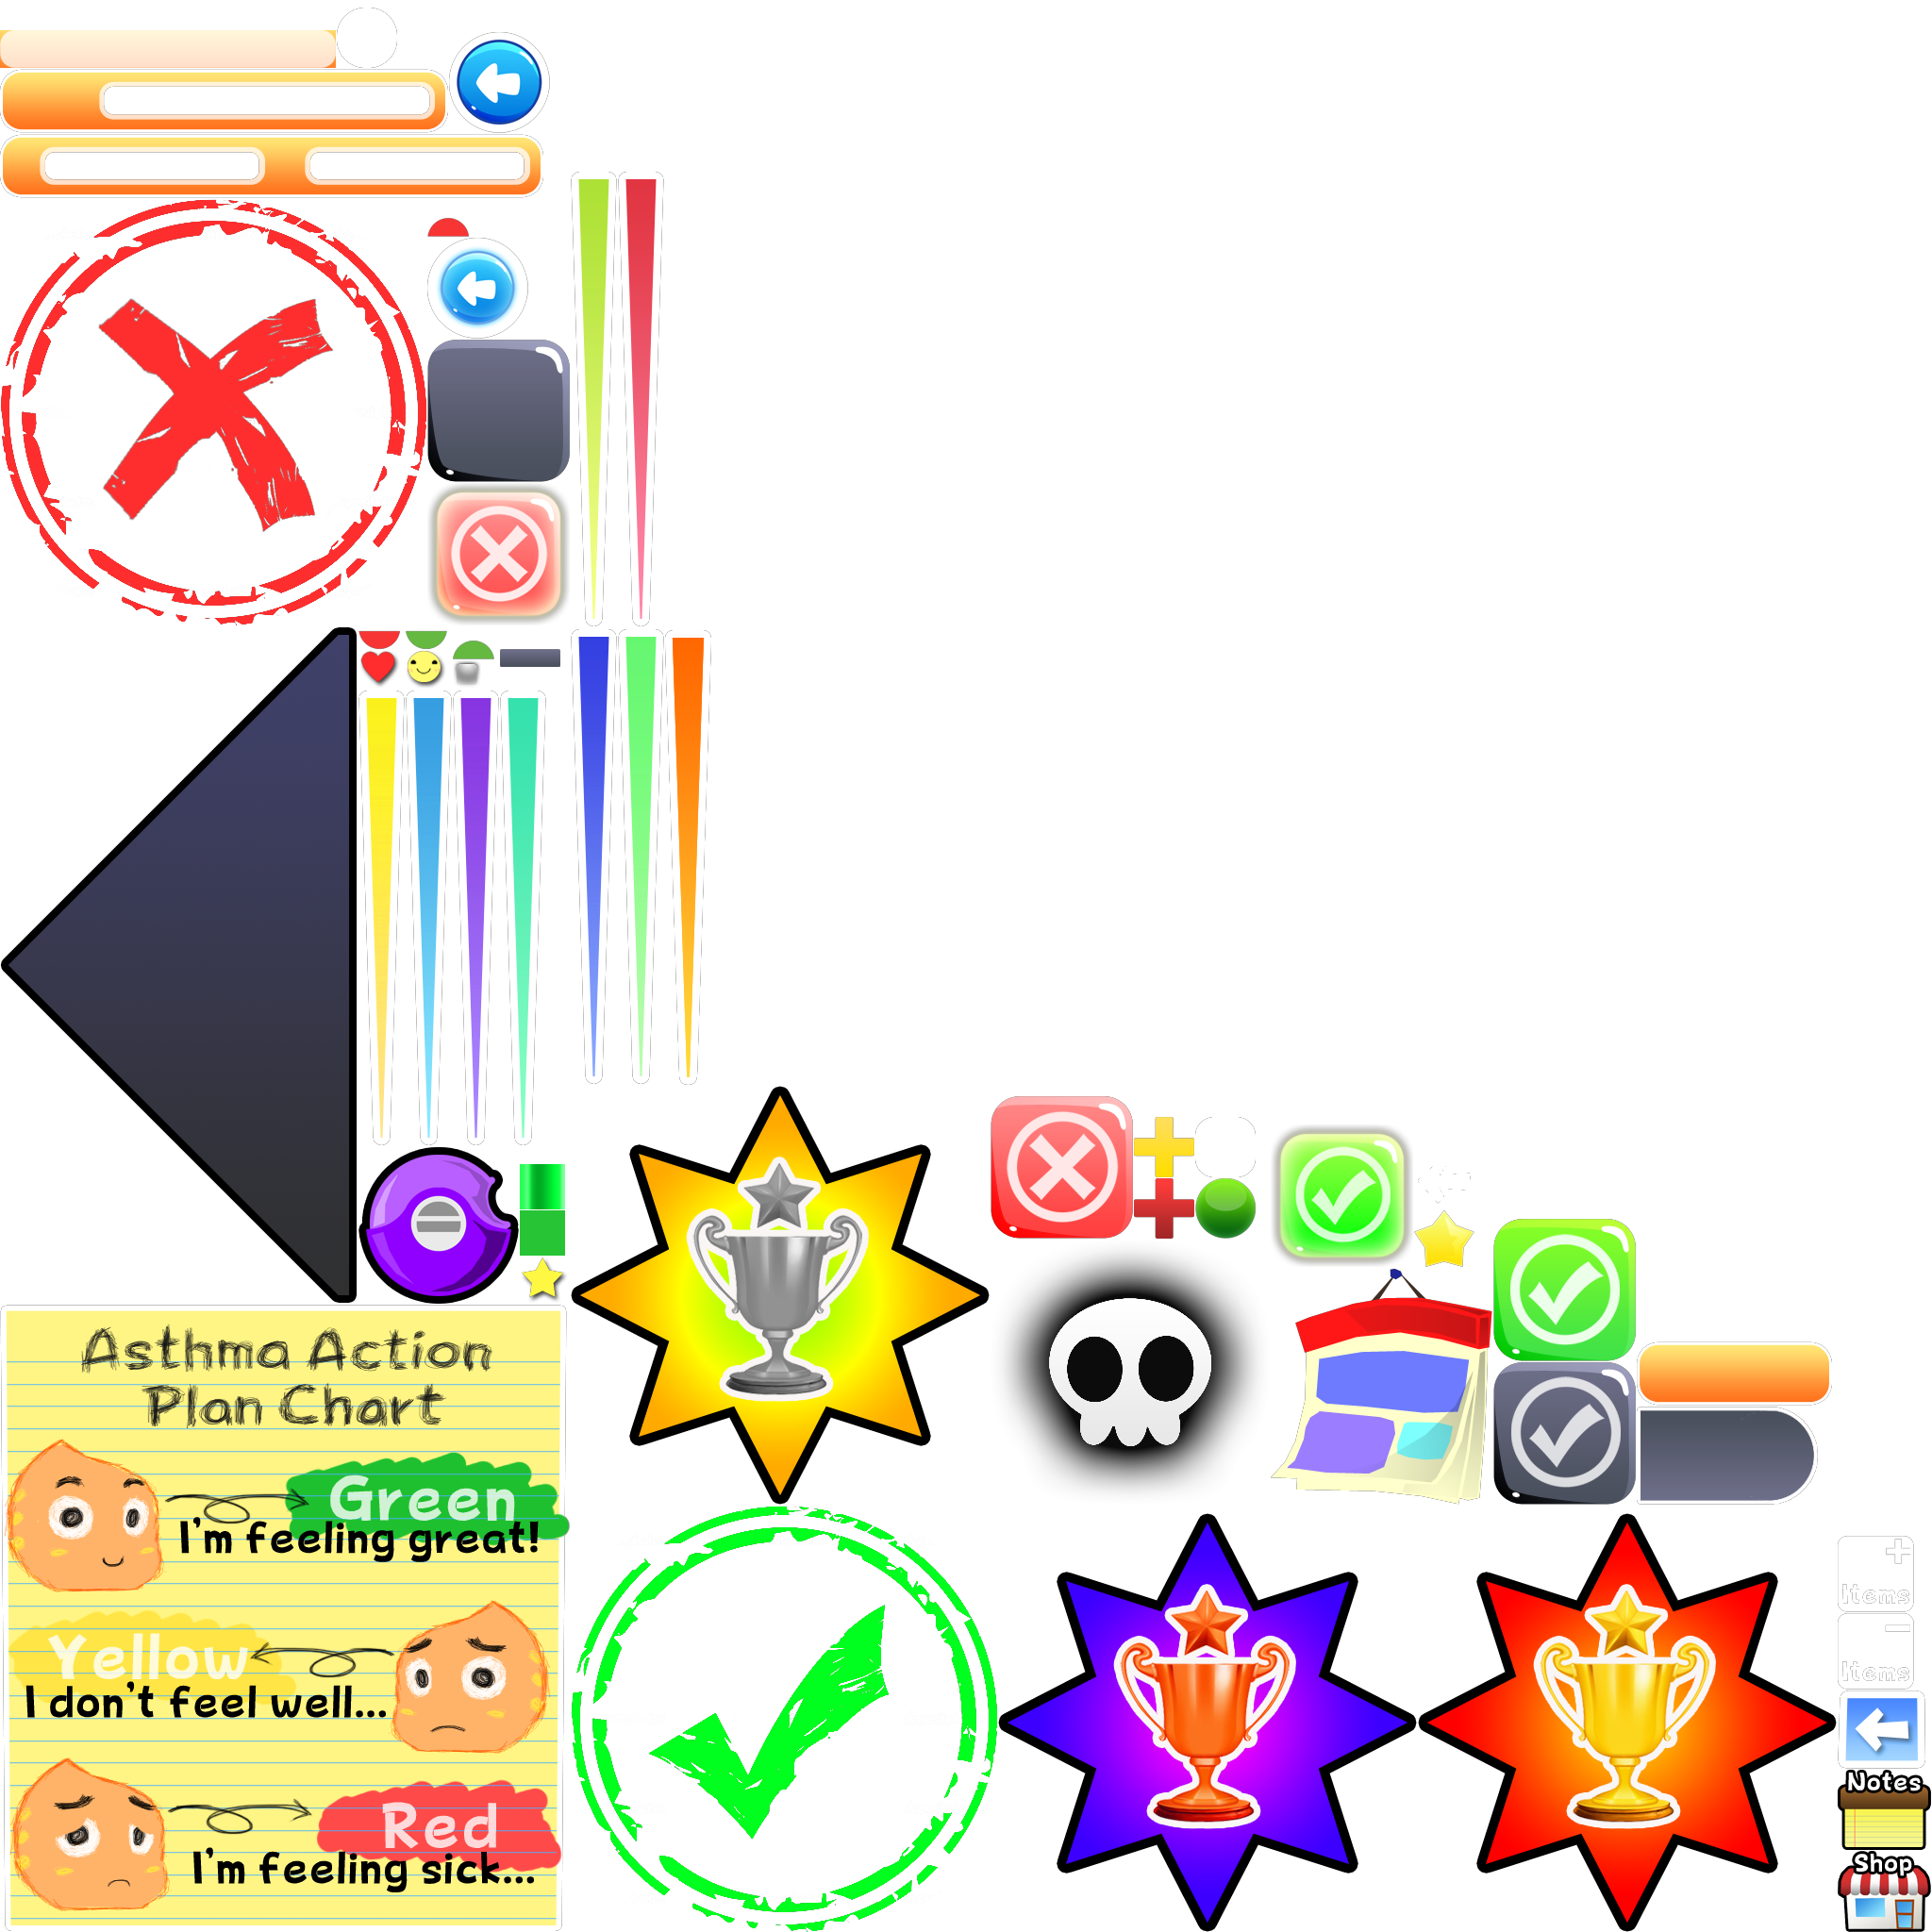 Asthma Action
Plan Chart
Green
I'm feeling great!
Yellow
I don't feel well...
Red
I'm feeling sick...
+
Items
-
Items
Notes
Shop